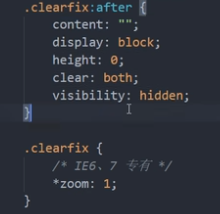 .clearfix:after {
content: "";
display: block;
height: 0;
clear: both;
visibility: hidden;
}
.clearfix {
/* IE6、7 专有 */
*zoom: 1;
}